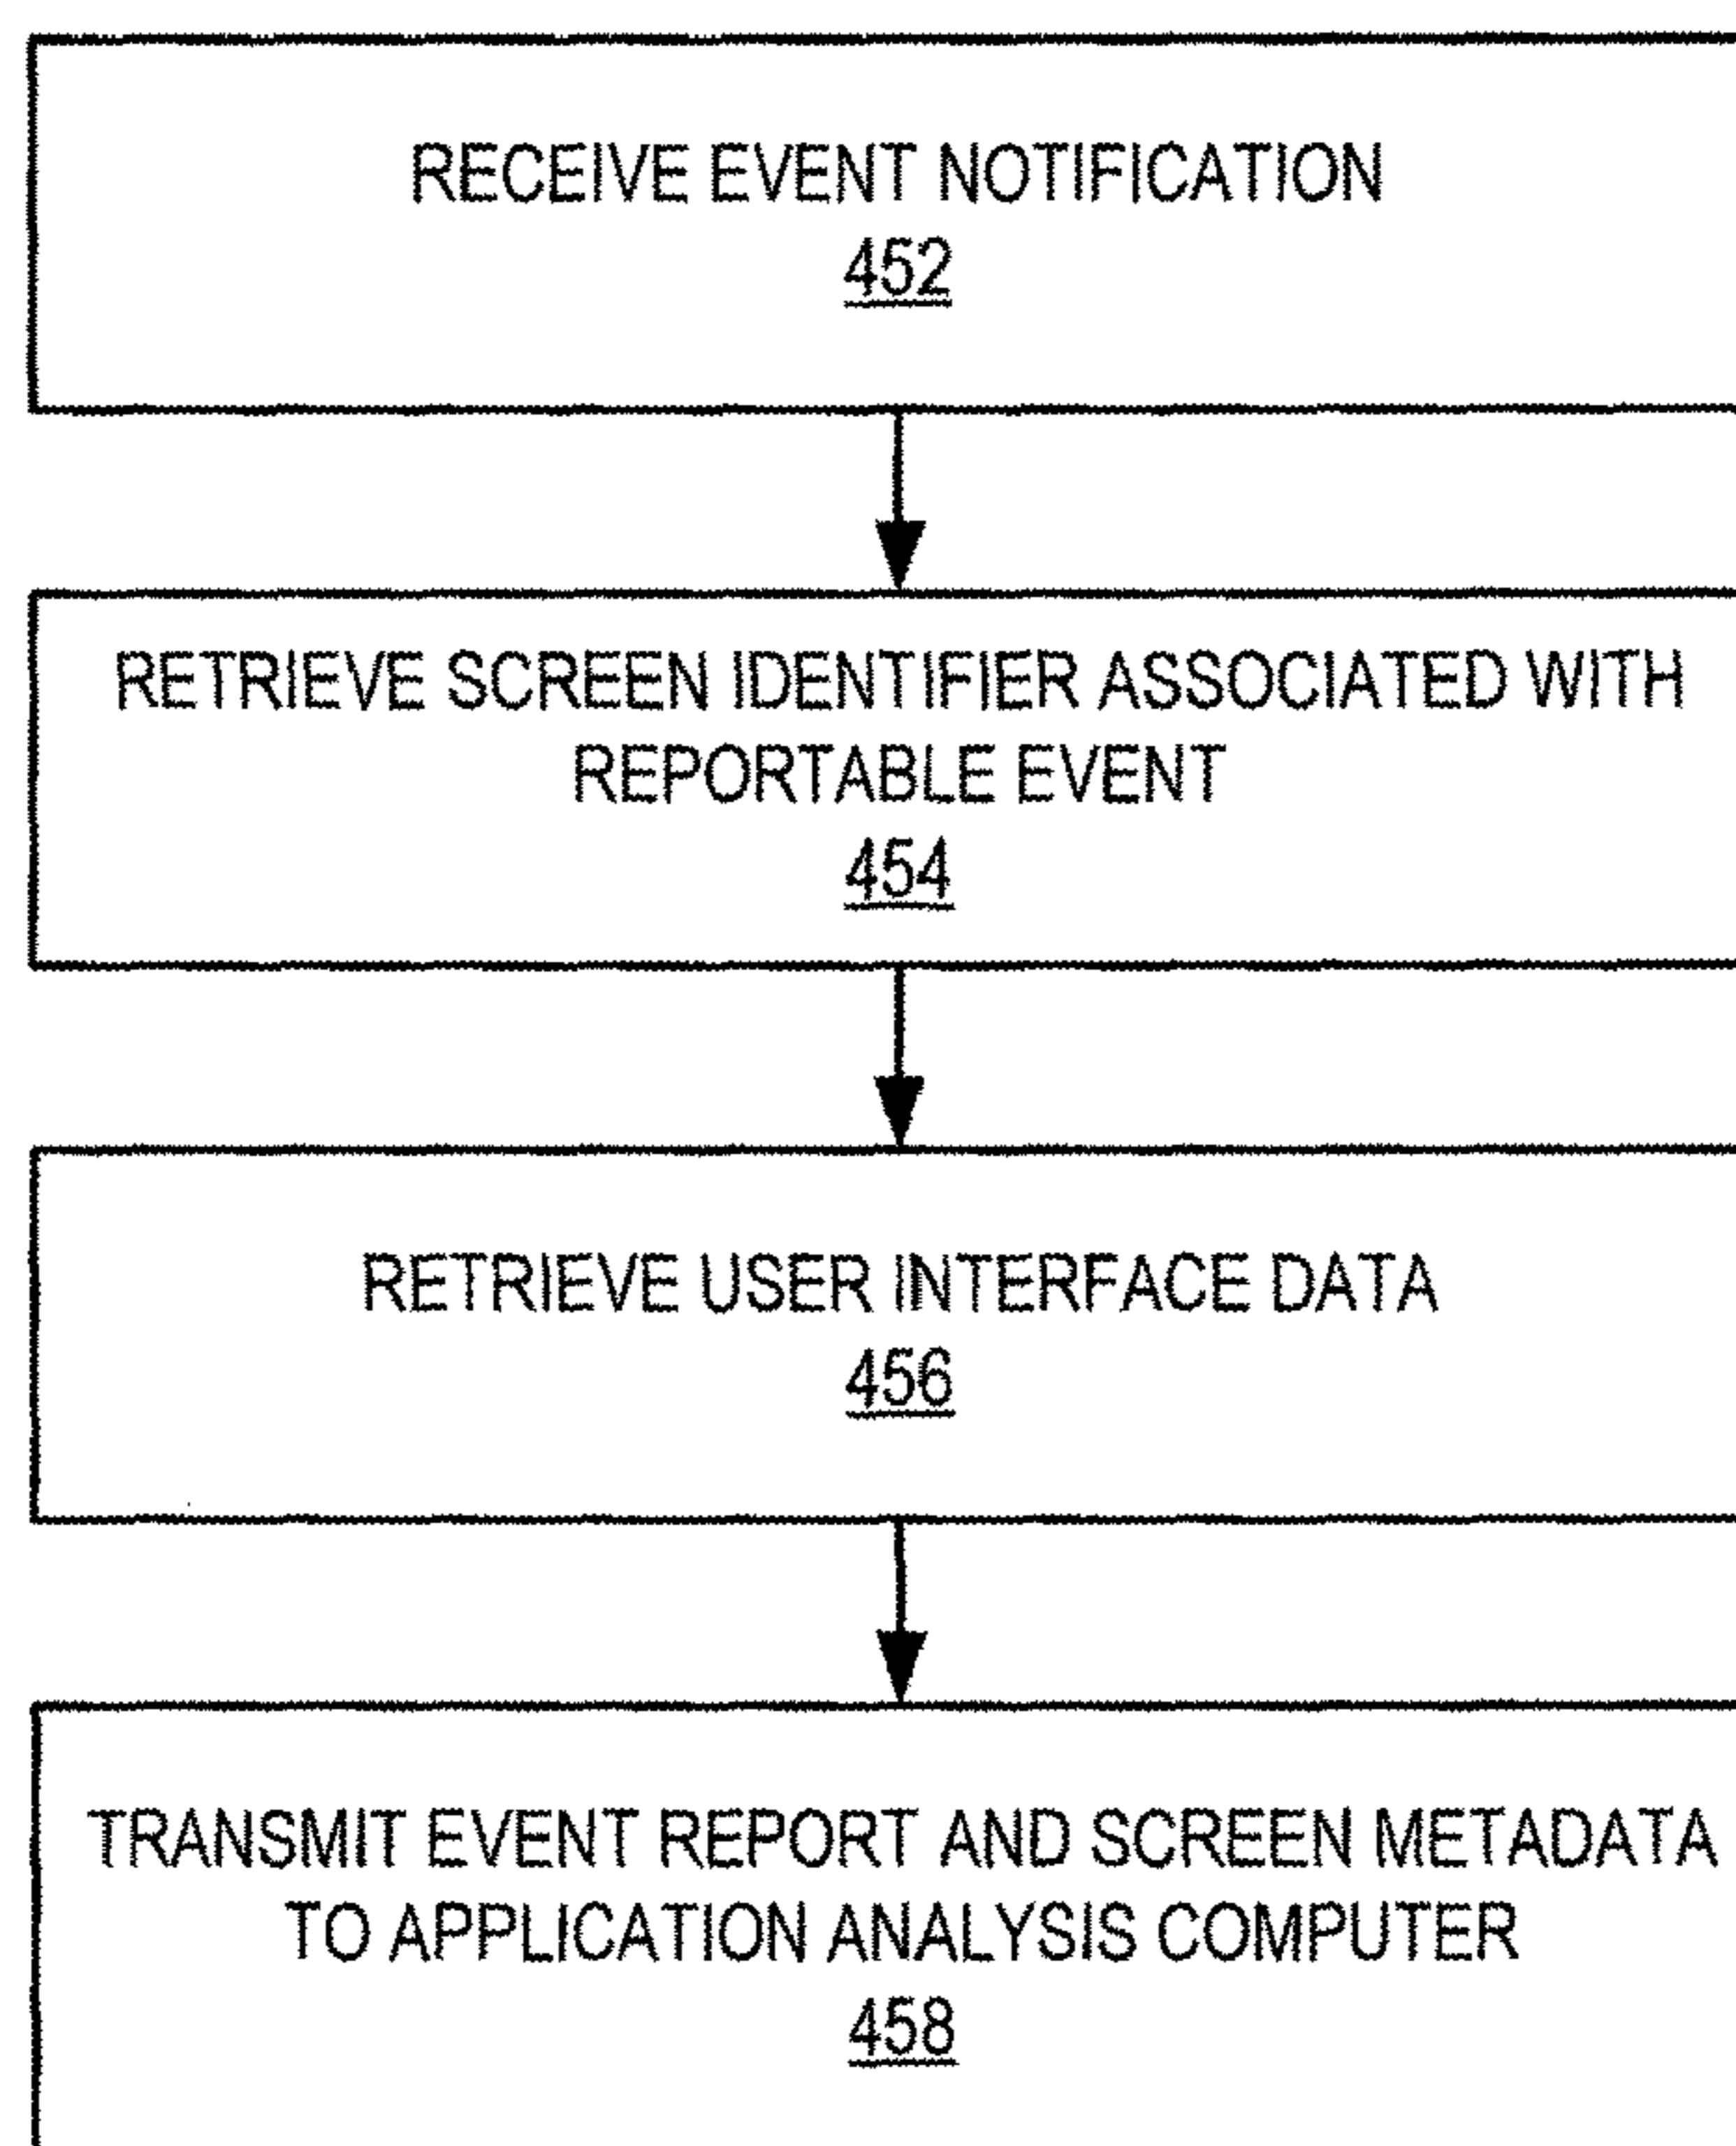 RECEIVE EVENT NOTIFICATION
452
RETRIEVE SCREEN IDENTIFIER ASSOCIATED WITH
REPORTABLE EVENT
454
RETRIEVE USER INTERFACE DATA
456
TRANSMIT EVENT REPORT AND SCREEN METADATA
TO APPLICATION ANALYSIS COMPUTER
458